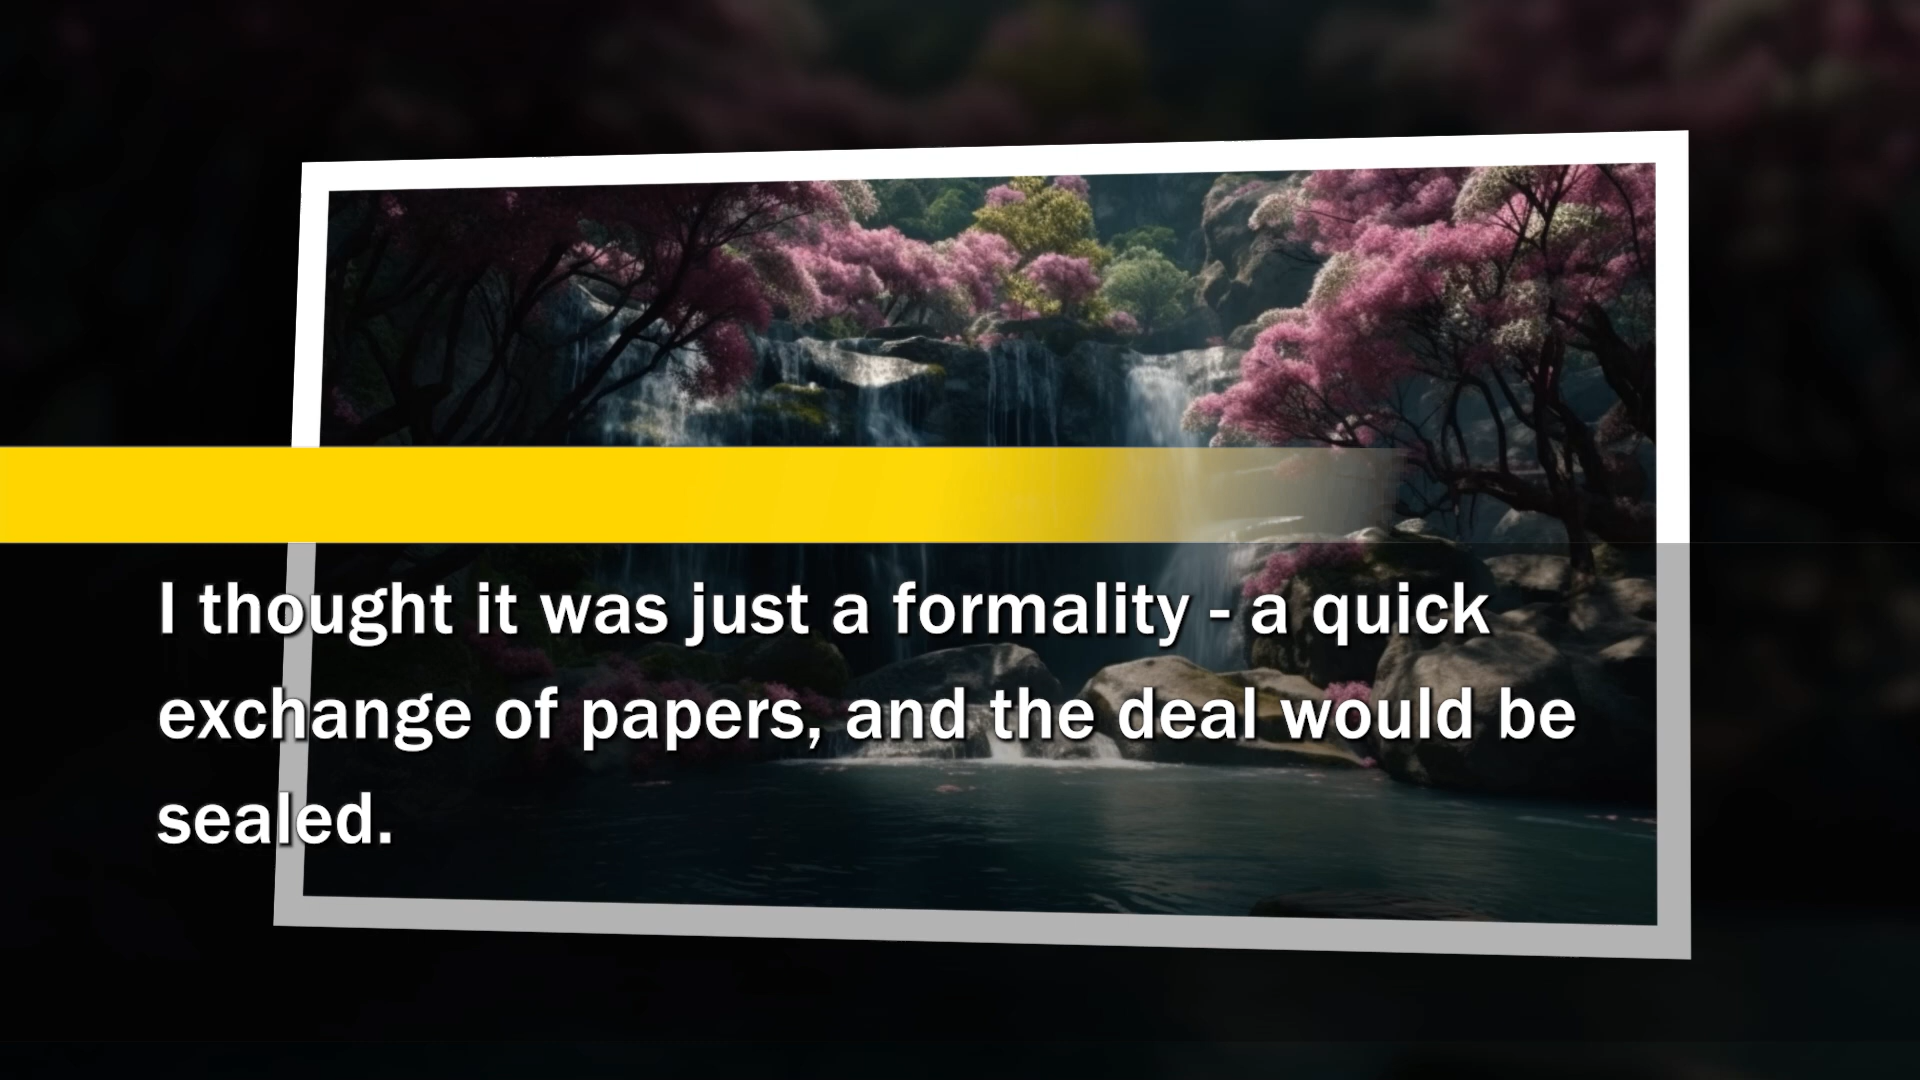 I thought it was just a formality - a quick
exchange of papers, and the deal would be
sealed.